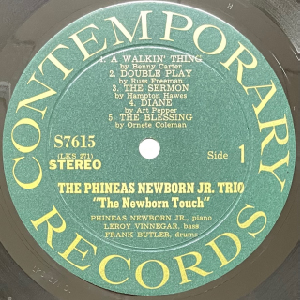 CONTEMPORARY
1. A WALKIN' THING
by Benny Carter
2. DOUBLE PLAY
by Russ Freeman
3. THE SERMON
by Hampton Hawes
4. DIANE
by Art Pepper
5. THE BLESSING
by Ornette Coleman
S7615
(LKS 271)
STEREO
Side 1
THE PHINEAS NEWBORN JR. TRIO
"The Newborn Touch"
PHINEAS NEWBORN JR., piano
LEROY VINNEGAR, bass
FRANK BUTLER, drums
RECORDS